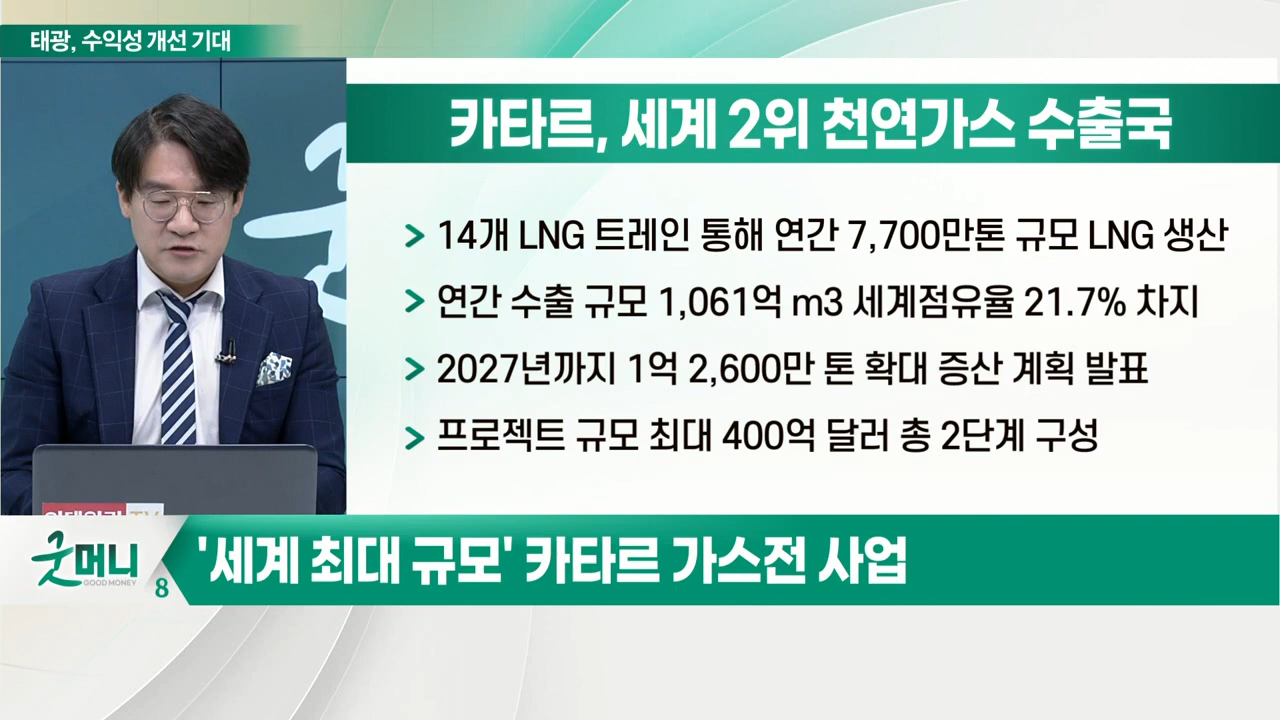 태광, 수익성 개선 기대
카타르, 세계 2위 천연가스 수출국
14개 LNG 트레인 통해 연간 7,700만톤 규모 LNG 생산
연간 수출 규모 1,061억 m3 세계점유율 21.7% 차지
2027년까지 1억 2,600만 톤 확대 증산 계획 발표
프로젝트 규모 최대 400억 달러 총 2단계 구성
굿머니
GOOD MONEY
8
'세계 최대 규모' 카타르 가스전 사업